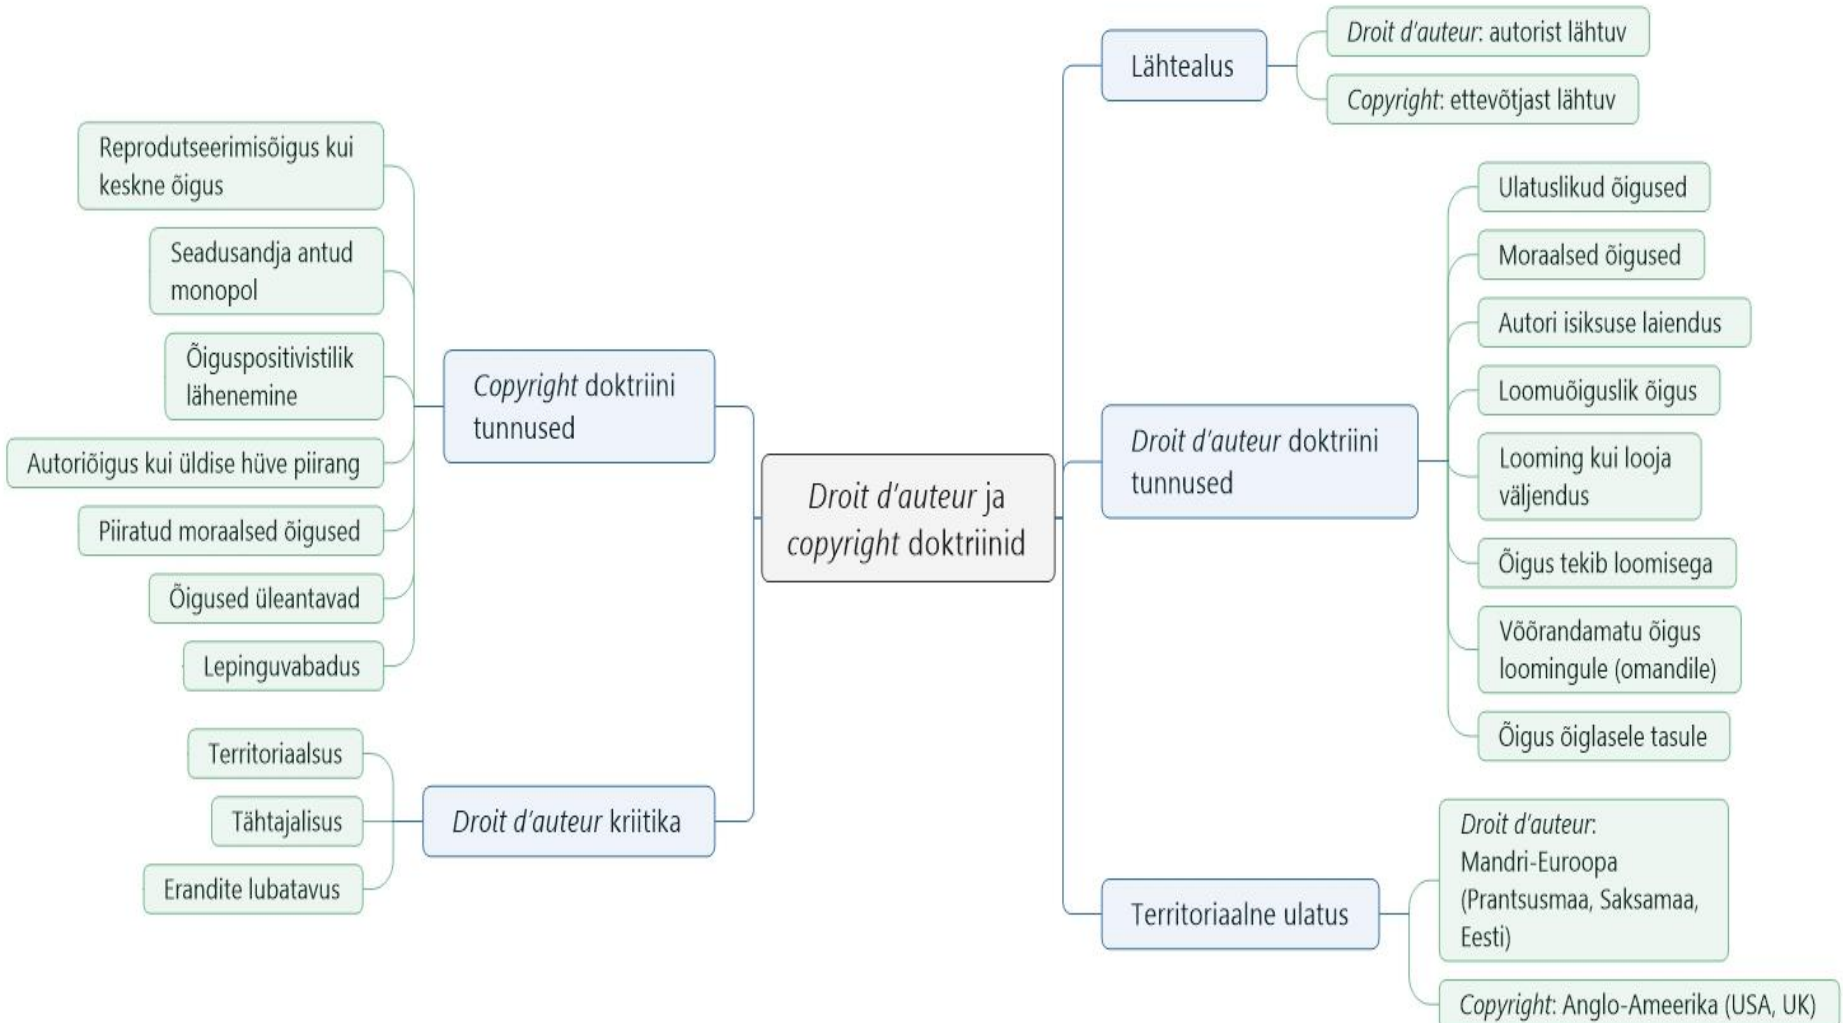 Droit d'auteur ja
copyright doktriinid
Lähtealus
Droit d'auteur: autorist lähtuv
Copyright: ettevõtjast lähtuv
Droit d'auteur doktriini
tunnused
Ulatuslikud õigused
Moraalsed õigused
Autori isiksuse laiendus
Loomuõiguslik õigus
Looming kui looja
väljendus
Õigus tekib loomisega
Võõrandamatu õigus
loomingule (omandile)
Õigus õiglasele tasule
Territoriaalne ulatus
Droit d'auteur:
Mandri-Euroopa
(Prantsusmaa, Saksamaa,
Eesti)
Copyright: Anglo-Ameerika (USA, UK)
Copyright doktriini
tunnused
Reprodutseerimisõigus kui
keskne õigus
Seadusandja antud
monopol
Õiguspositivistilik
lähenemine
Autoriõigus kui üldise hüve piirang
Piiratud moraalsed õigused
Õigused üleantavad
Lepinguvabadus
Droit d'auteur kriitika
Territoriaalsus
Tähtajalisus
Erandite lubatavus